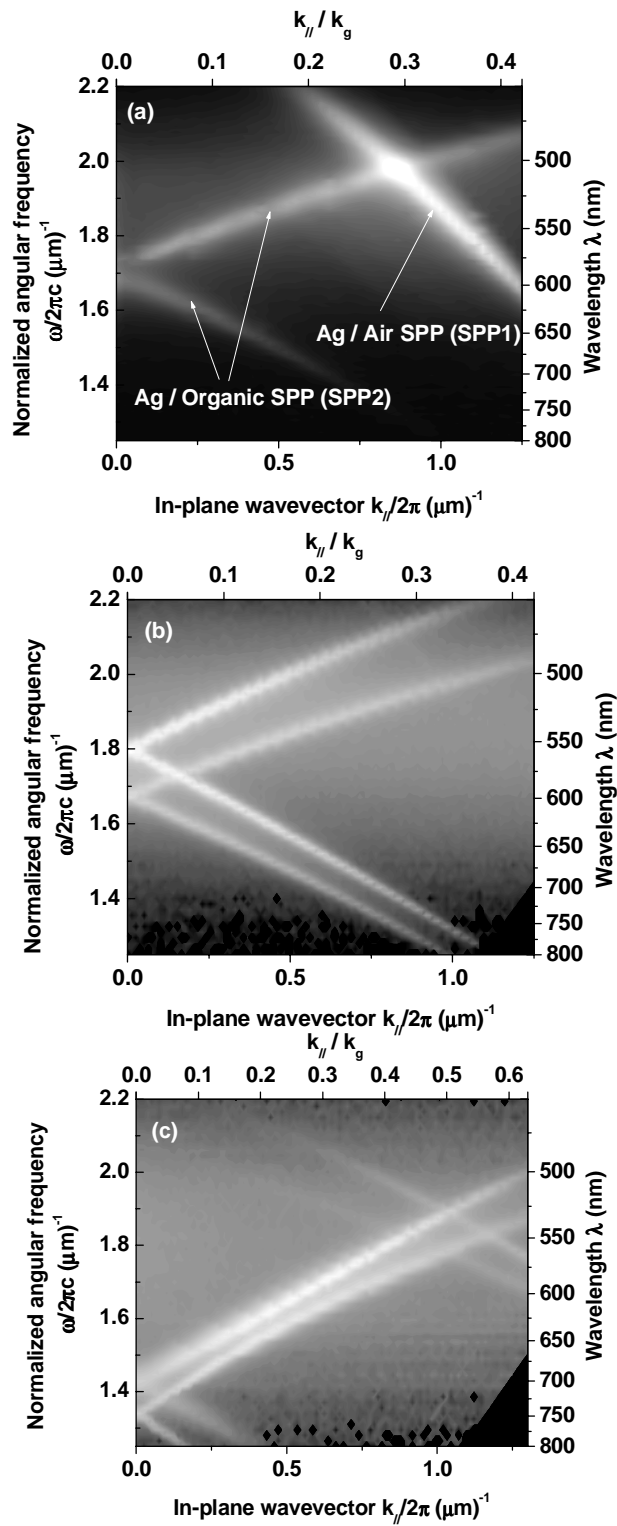 k// / kg
0.0 0.1 0.2 0.3 0.4
(a)
2.2
2.0
1.8
1.6
1.4
Normalized angular frequency
ω/2πc (μm)-1
500
550
600
650
700
750
800
Wavelength λ (nm)
Ag / Air SPP (SPP1)
Ag / Organic SPP (SPP2)
0.0 0.5 1.0
In-plane wavevector k///2π (μm)-1
k// / kg
0.0 0.1 0.2 0.3 0.4
(b)
2.2
2.0
1.8
1.6
1.4
Normalized angular frequency
ω/2πc (μm)-1
500
550
600
650
700
750
800
Wavelength λ (nm)
0.0 0.5 1.0
In-plane wavevector k///2π (μm)-1
k// / kg
0.0 0.1 0.2 0.3 0.4 0.5 0.6
(c)
2.2
2.0
1.8
1.6
1.4
Normalized angular frequency
ω/2πc (μm)-1
500
550
600
650
700
750
800
Wavelength λ (nm)
0.0 0.5 1.0
In-plane wavevector k///2π (μm)-1